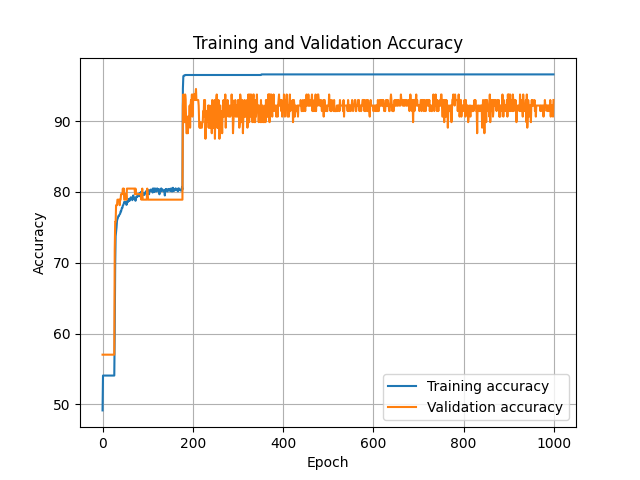 Training and Validation Accuracy
Accuracy
90
80
70
60
50
0 200 400 600 800 1000
Epoch
Training accuracy
Validation accuracy